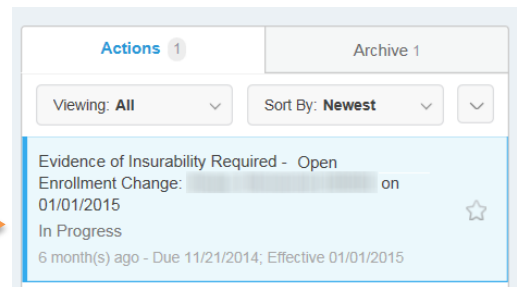 Actions 1
Archive 1
Viewing: All
Sort By: Newest
Evidence of Insurability Required - Open
Enrollment Change: on
01/01/2015
In Progress
6 month(s) ago - Due 11/21/2014; Effective 01/01/2015